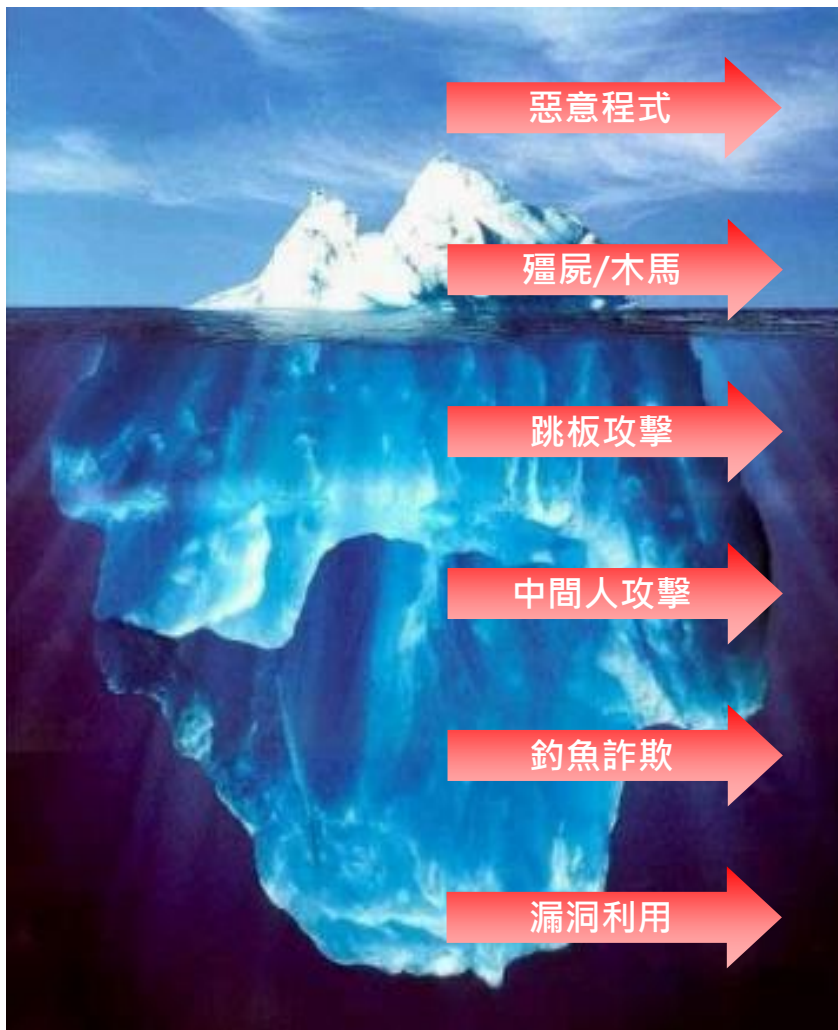 惡意程式
殭屍/木馬
跳板攻擊
中間人攻擊
釣魚詐欺
漏洞利用